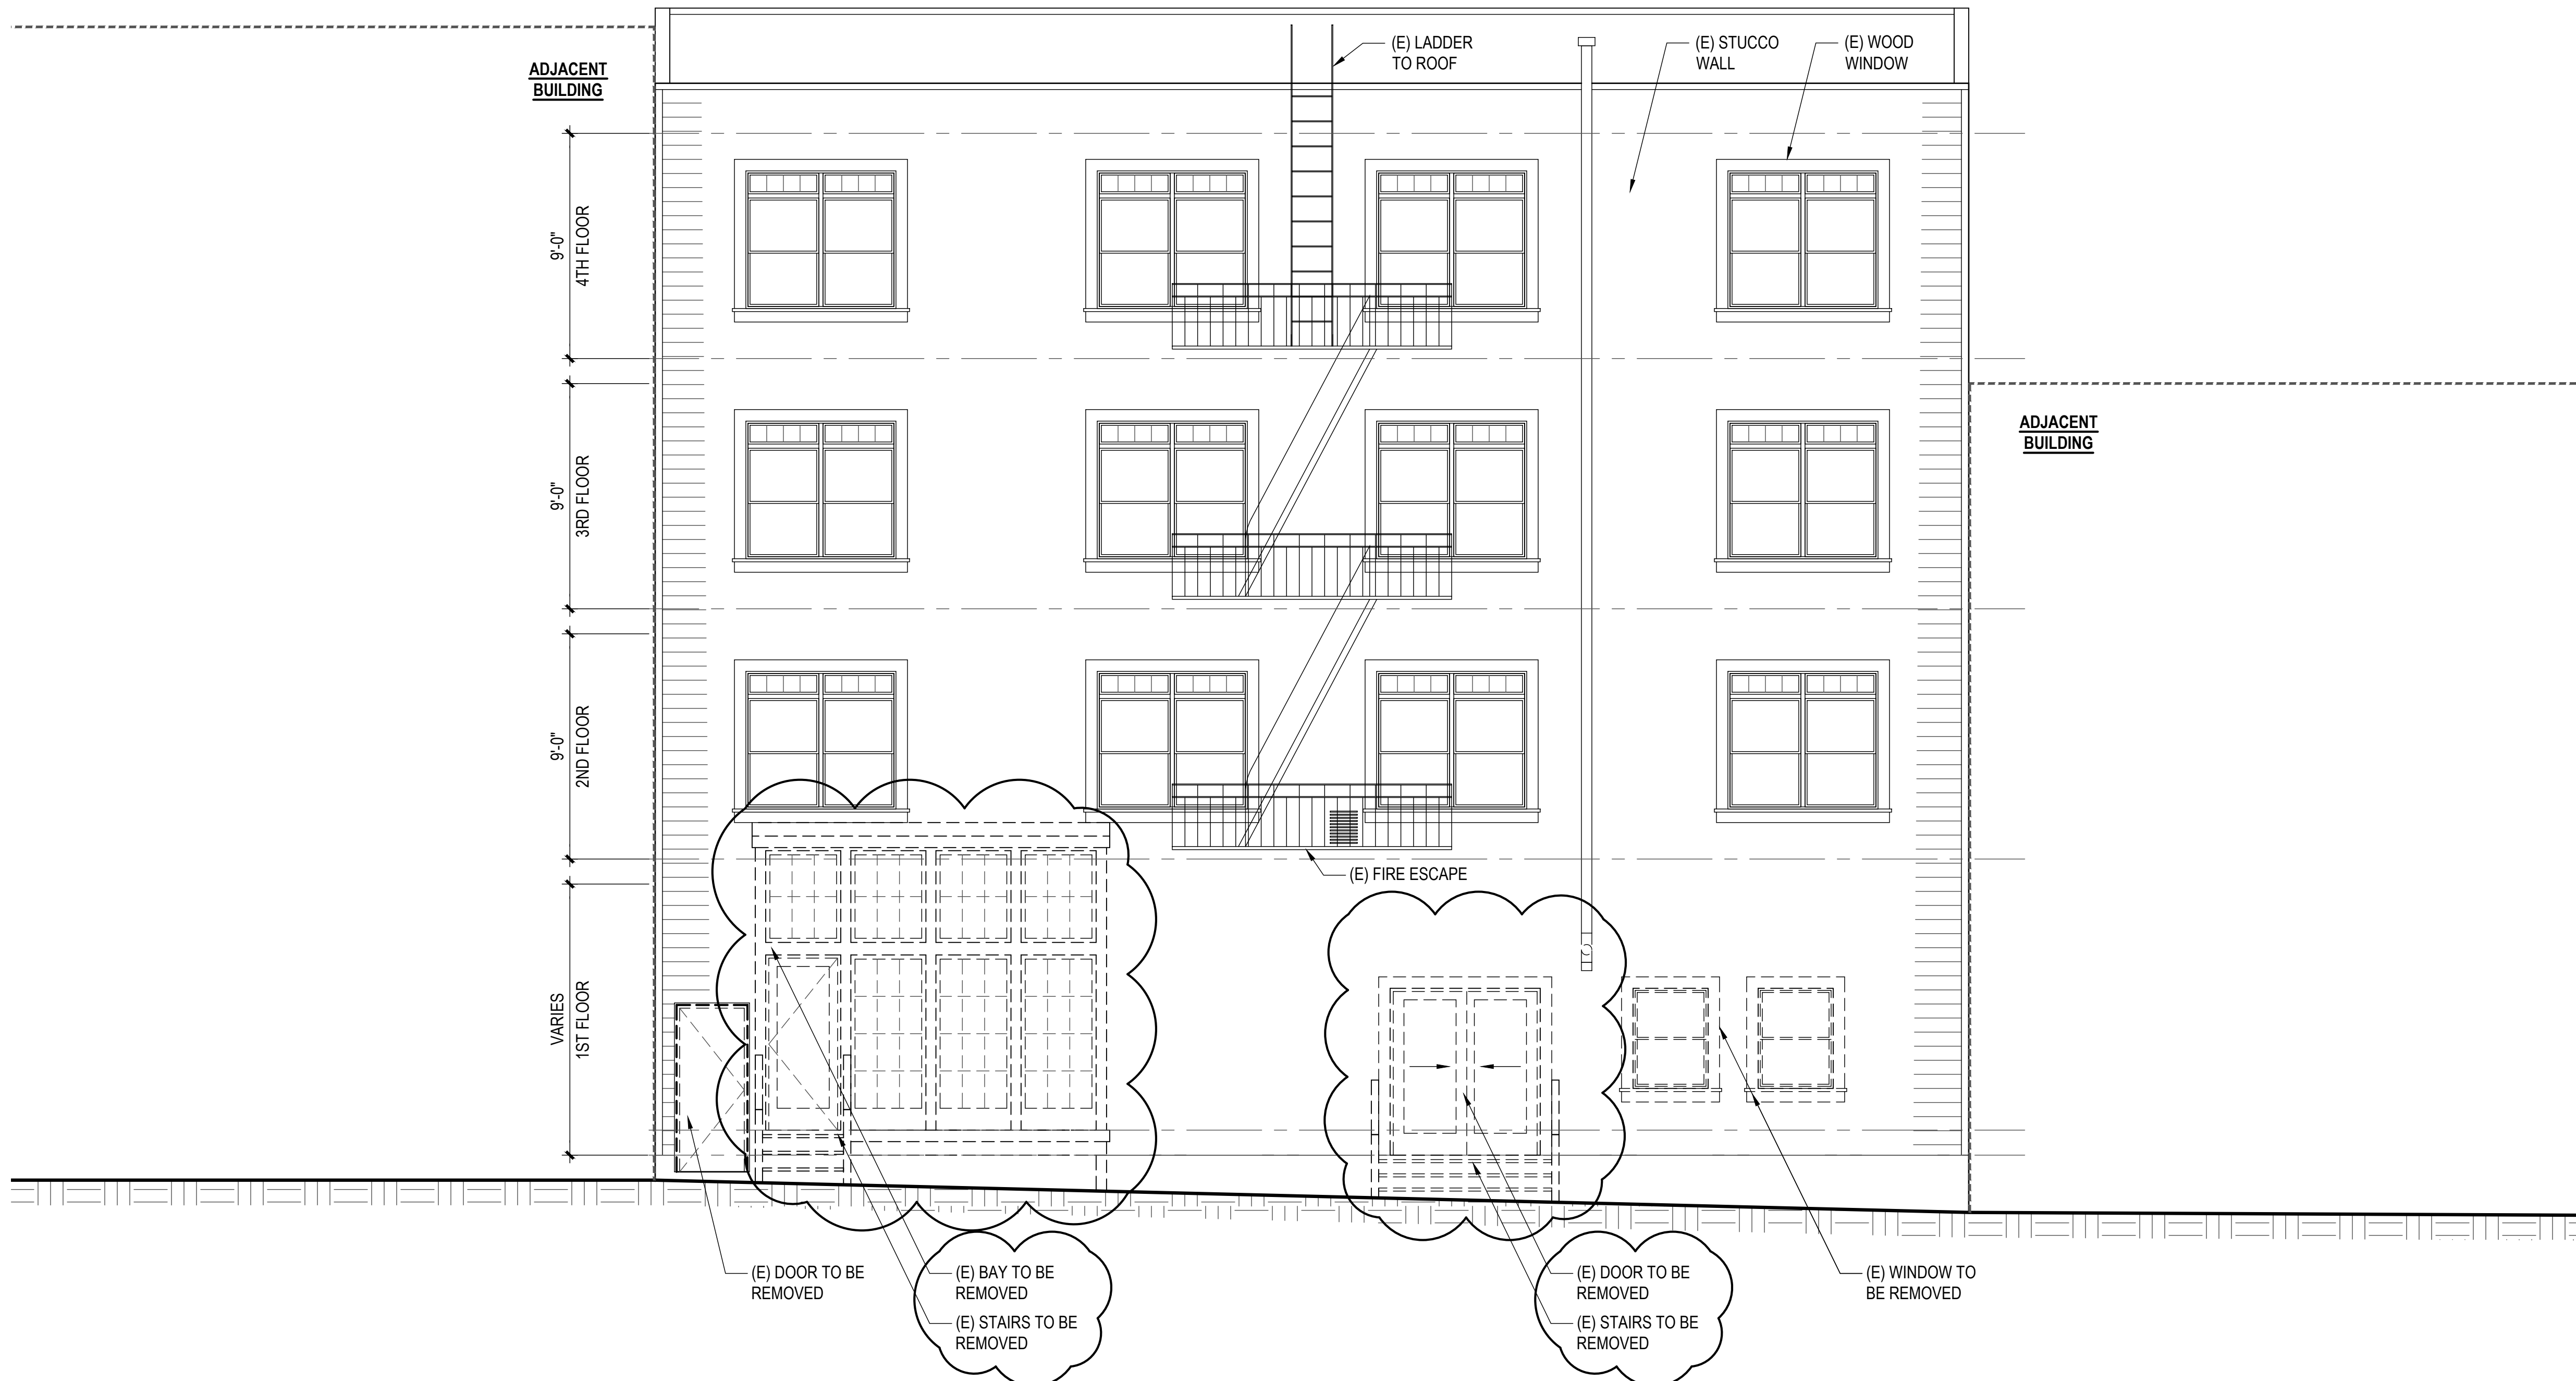 (E) LADDER
TO ROOF
(E) STUCCO
WALL
(E) WOOD
WINDOW
ADJACENT
BUILDING
9'-0"
4TH FLOOR
ADJACENT
BUILDING
9'-0"
3RD FLOOR
9'-0"
2ND FLOOR
(E) FIRE ESCAPE
VARIES
1ST FLOOR
(E) DOOR TO BE
REMOVED
(E) BAY TO BE
REMOVED
(E) STAIRS TO BE
REMOVED
(E) DOOR TO BE
REMOVED
(E) STAIRS TO BE
REMOVED
(E) WINDOW TO
BE REMOVED